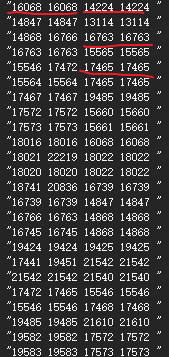 "16068 16068 14224 14224 "
"14847 14847 13114 13114 "
"14868 16766 16763 16763 "
"16763 16763 15565 15565 "
"15546 17472 17465 17465 "
"15564 15564 17465 17465 "
"17467 17467 19485 19485 "
"17572 17572 15660 15660 "
"17573 17573 15661 15661 "
"18016 18016 16068 16068 "
"18021 22219 18022 18022 "
"18020 18020 18022 18022 "
"18741 20836 16739 16739 "
"16739 16739 14847 14847 "
"16766 16763 14868 14868 "
"16745 16745 14868 14868 "
"19424 19424 19425 19425 "
"17441 19451 21542 21542 "
"21542 21542 21540 21540 "
"17472 17465 15546 15546 "
"15546 15546 17468 17468 "
"19485 19485 21610 21610 "
"19582 19582 17572 17572 "
"19583 19583 17573 17573 "